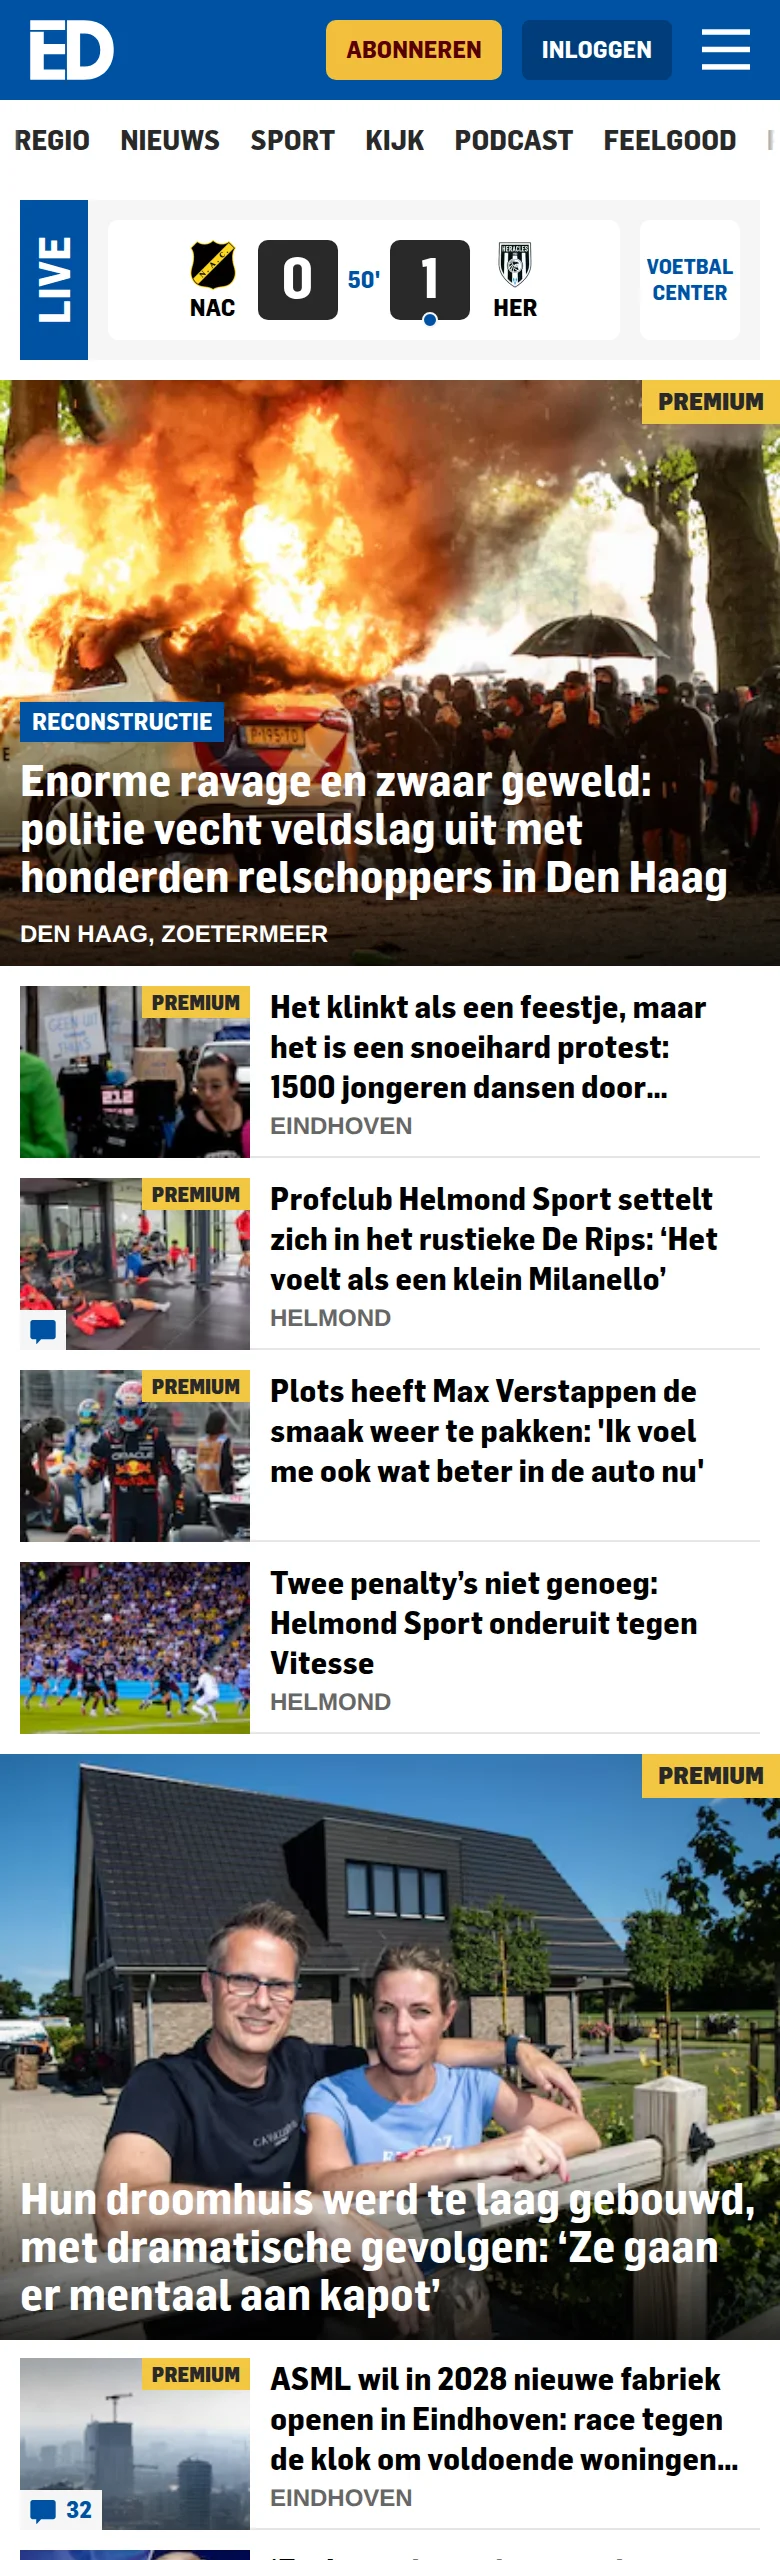 ED
ABONNEREN
INLOGGEN
REGIO NIEUWS SPORT KIJK PODCAST FEELGOOD
LIVE
NAC
0
50'
1
HER
VOETBAL
CENTER
PREMIUM
RECONSTRUCTIE
Enorme ravage en zwaar geweld:
politie vecht veldslag uit met
honderden relschoppers in Den Haag
DEN HAAG, ZOETERMEER
PREMIUM
Het klinkt als een feestje, maar
het is een snoeihard protest:
1500 jongeren dansen door...
EINDHOVEN
PREMIUM
Profclub Helmond Sport settelt
zich in het rustieke De Rips: ‘Het
voelt als een klein Milanello’
HELMOND
PREMIUM
Plots heeft Max Verstappen de
smaak weer te pakken: 'Ik voel
me ook wat beter in de auto nu'
Twee penalty’s niet genoeg:
Helmond Sport onderuit tegen
Vitesse
HELMOND
PREMIUM
Hun droomhuis werd te laag gebouwd,
met dramatische gevolgen: ‘Ze gaan
er mentaal aan kapot’
PREMIUM
32
ASML wil in 2028 nieuwe fabriek
openen in Eindhoven: race tegen
de klok om voldoende woningen...
EINDHOVEN